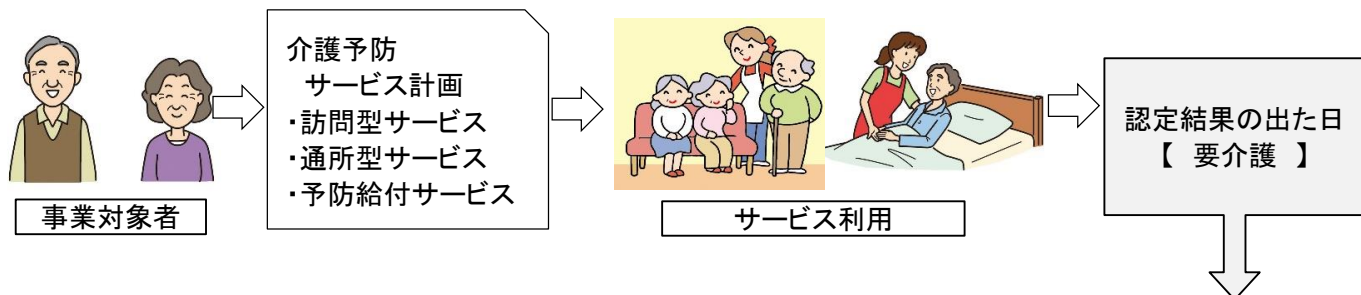 事業対象者
介護予防
サービス計画
・訪問型サービス
・通所型サービス
・予防給付サービス
サービス利用
認定結果の出た日
【 要介護 】